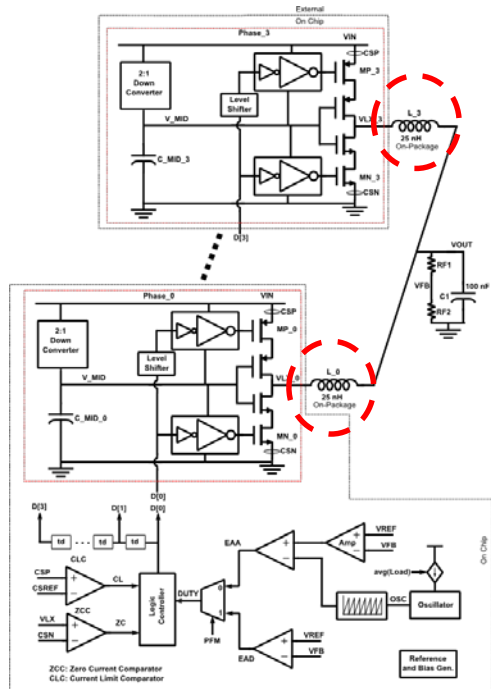 External
On Chip
Phase_3
VIN
CSP
2:1
Down
Converter
MP_3
Level
Shifter
V_MID
VLX_3
L_3
25 nH
On-Package
C_MID_3
MN_3
CSN
D[3]
VOUT
RF1
VFB
C1
100 nF
RF2
Phase_0
VIN
CSP
2:1
Down
Converter
MP_0
Level
Shifter
V_MID
VLX_0
L_0
25 nH
On-Package
C_MID_0
MN_0
CSN
D[0]
D[3]
D[1]
D[0]
td
td
td
CLC
CSP
CSREF
CL
ZCC
VLX
CSN
ZC
Logic
Controller
DUTY
0
1
PFM
EAA
EAD
Amp
VREF
VFB
VREF
VFB
OSC
avg(Load)
Oscillator
On Chip
Reference
and Bias Gen.
ZCC: Zero Current Comparator
CLC: Current Limit Comparator